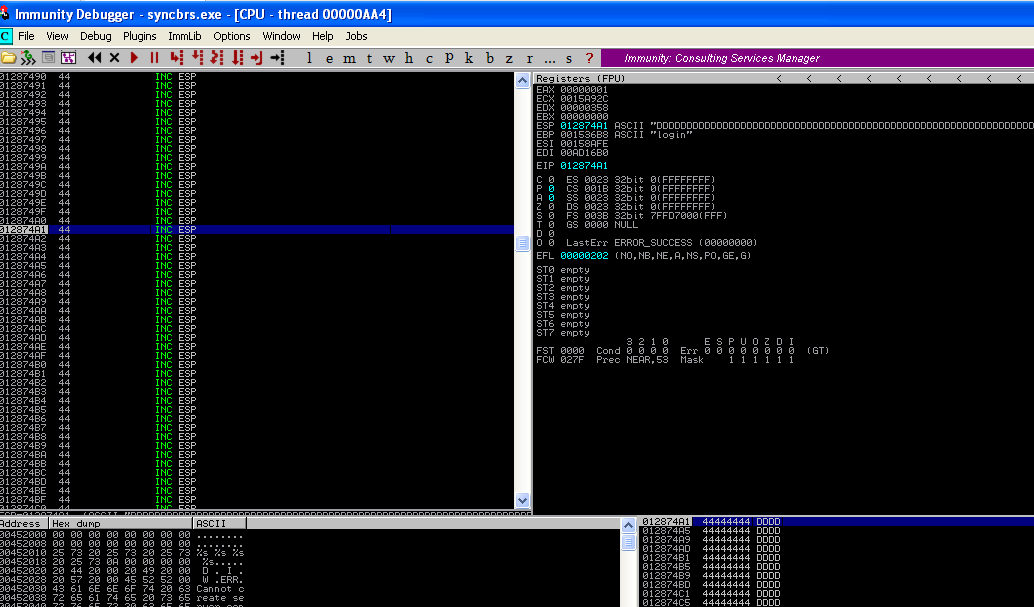 Immunity Debugger - syncbrs.exe - [CPU - thread 00000AA4]
C File View Debug Plugins ImmLib Options Window Help Jobs
l e m t w h c P k b z r ... s ? Immunity: Consulting Services Manager
01287490 44 INC ESP
01287491 44 INC ESP
01287492 44 INC ESP
01287493 44 INC ESP
01287494 44 INC ESP
01287495 44 INC ESP
01287496 44 INC ESP
01287497 44 INC ESP
01287498 44 INC ESP
01287499 44 INC ESP
0128749A 44 INC ESP
0128749B 44 INC ESP
0128749C 44 INC ESP
0128749D 44 INC ESP
0128749E 44 INC ESP
0128749F 44 INC ESP
012874A0 44 INC ESP
012874A1 44 INC ESP
012874A2 44 INC ESP
012874A3 44 INC ESP
012874A4 44 INC ESP
012874A5 44 INC ESP
012874A6 44 INC ESP
012874A7 44 INC ESP
012874A8 44 INC ESP
012874A9 44 INC ESP
012874AA 44 INC ESP
012874AB 44 INC ESP
012874AC 44 INC ESP
012874AD 44 INC ESP
012874AE 44 INC ESP
012874AF 44 INC ESP
012874B0 44 INC ESP
012874B1 44 INC ESP
012874B2 44 INC ESP
012874B3 44 INC ESP
012874B4 44 INC ESP
012874B5 44 INC ESP
012874B6 44 INC ESP
012874B7 44 INC ESP
012874B8 44 INC ESP
012874B9 44 INC ESP
012874BA 44 INC ESP
012874BB 44 INC ESP
012874BC 44 INC ESP
012874BD 44 INC ESP
012874BE 44 INC ESP
012874BF 44 INC ESP
012874C0 44 INC ESP
Registers (FPU) < < < < < < < < <
EAX 00000001
ECX 0015A92C
EDX 00000358
EBX 00000000
ESP 012874A1 ASCII "DDDDDDDDDDDDDDDDDDDDDDDDDDDDDDDDDDDDDDDDDDDDDDDDDDDDDDDDDDDDDDD
EBP 001536B8 ASCII "login"
ESI 00158AFE
EDI 00AD16B0
EIP 012874A1
C 0 ES 0023 32bit 0(FFFFFFFF)
P 0 CS 001B 32bit 0(FFFFFFFF)
A 0 SS 0023 32bit 0(FFFFFFFF)
Z 0 DS 0023 32bit 0(FFFFFFFF)
S 0 FS 003B 32bit 7FFD7000(FFF)
T 0 GS 0000 NULL
D 0
O 0 LastErr ERROR_SUCCESS (00000000)
EFL 00000202 (NO,NB,NE,A,NS,PO,GE,G)
ST0 empty
ST1 empty
ST2 empty
ST3 empty
ST4 empty
ST5 empty
ST6 empty
ST7 empty
3 2 1 0 E S P U O Z D I
FST 0000 Cond 0 0 0 0 Err 0 0 0 0 0 0 0 0 (GT)
FCW 027F Prec NEAR,53 Mask 1 1 1 1 1 1
Address Hex dump ASCII
00452000 00 00 00 00 00 00 00 00 ........
00452008 00 00 00 00 00 00 00 00 ........
00452010 25 73 20 25 73 20 25 73 %s %s %s
00452018 20 25 73 0A 00 00 00 00 %s.....
00452020 20 44 20 00 20 49 20 00 D . I .
00452028 20 57 20 00 45 52 52 00 W .ERR.
00452030 43 61 6E 6E 6F 74 20 63 Cannot c
00452038 72 65 61 74 65 20 73 65 reate se
012874A1 44444444 DDDD
012874A5 44444444 DDDD
012874A9 44444444 DDDD
012874AD 44444444 DDDD
012874B1 44444444 DDDD
012874B5 44444444 DDDD
012874B9 44444444 DDDD
012874BD 44444444 DDDD
012874C1 44444444 DDDD
012874C5 44444444 DDDD